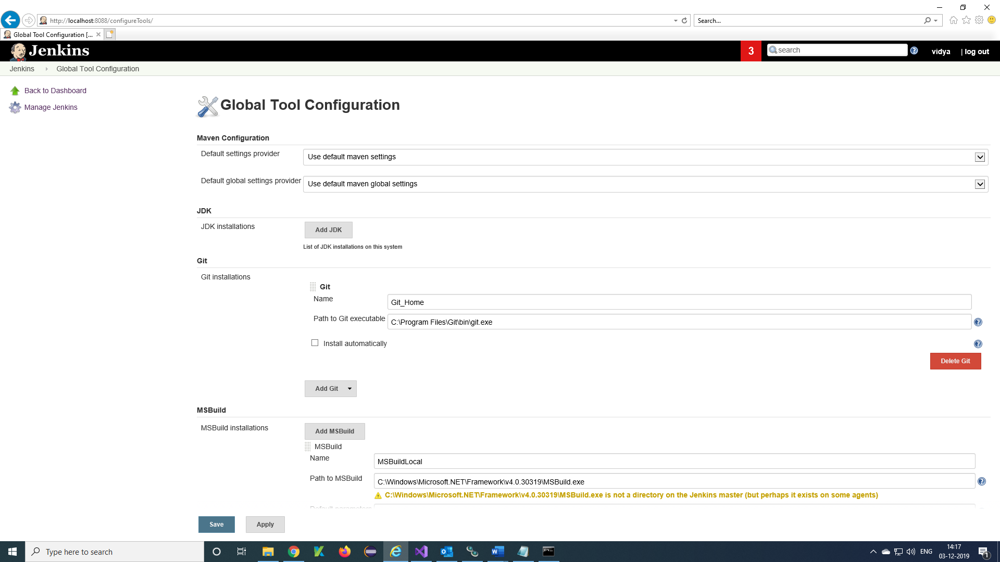 http://localhost:8088/configureTools/
Search...
Global Tool Configuration [...
Jenkins
3
search
vidya
| log out
Jenkins
Global Tool Configuration
Back to Dashboard
Manage Jenkins
Global Tool Configuration
Maven Configuration
Default settings provider
Use default maven settings
Default global settings provider
Use default maven global settings
JDK
JDK installations
Add JDK
List of JDK installations on this system
Git
Git installations
Git
Name
Git_Home
Path to Git executable
C:\Program Files\Git\bin\git.exe
Install automatically
Delete Git
Add Git
MSBuild
MSBuild installations
Add MSBuild
MSBuild
Name
MSBuildLocal
Path to MSBuild
C:\Windows\Microsoft.NET\Framework\v4.0.30319\MSBuild.exe
C:\Windows\Microsoft.NET\Framework\v4.0.30319\MSBuild.exe is not a directory on the Jenkins master (but perhaps it exists on some agents)
Default parameters
Save
Apply
Type here to search
ENG
14:17
03-12-2019
1